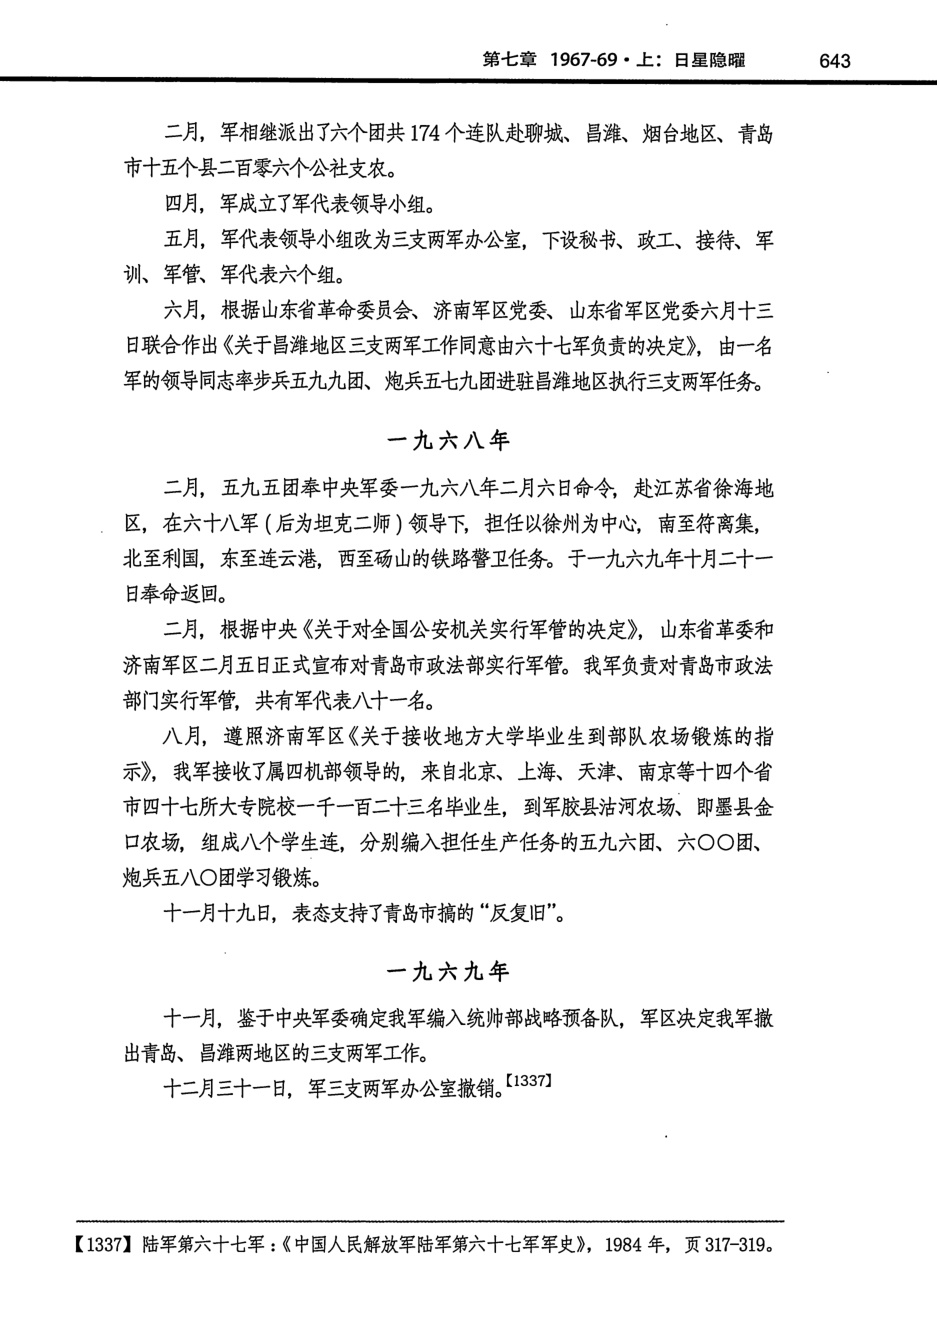 第七章 1967-69·上：日星隐曜 643
二月，军相继派出了六个团共 174 个连队赴聊城、昌潍、烟台地区、青岛
市十五个县二百零六个公社支农。
四月，军成立了军代表领导小组。
五月，军代表领导小组改为三支两军办公室，下设秘书、政工、接待、军
训、军管、军代表六个组。
六月，根据山东省革命委员会、济南军区党委、山东省军区党委六月十三
日联合作出《关于昌潍地区三支两军工作同意由六十七军负责的决定》，由一名
军的领导同志率步兵五九九团、炮兵五七九团进驻昌潍地区执行三支两军任务。
一九六八年
二月，五九五团奉中央军委一九六八年二月六日命令，赴江苏省徐海地
区，在六十八军（后为坦克二师）领导下，担任以徐州为中心，南至符离集，
北至利国，东至连云港，西至砀山的铁路警卫任务。于一九六九年十月二十一
日奉命返回。
二月，根据中央《关于对全国公安机关实行军管的决定》，山东省革委和
济南军区二月五日正式宣布对青岛市政法部实行军管。我军负责对青岛市政法
部门实行军管，共有军代表八十一名。
八月，遵照济南军区《关于接收地方大学毕业生到部队农场锻炼的指
示》，我军接收了属四机部领导的，来自北京、上海、天津、南京等十四个省
市四十七所大专院校一千一百二十三名毕业生，到军胶县沽河农场、即墨县金
口农场，组成八个学生连，分别编入担任生产任务的五九六团、六〇〇团、
炮兵五八〇团学习锻炼。
十一月十九日，表态支持了青岛市搞的“反复旧”。
一九六九年
十一月，鉴于中央军委确定我军编入统帅部战略预备队，军区决定我军撤
出青岛、昌潍两地区的三支两军工作。
十二月三十一日，军三支两军办公室撤销。【1337】
【1337】陆军第六十七军：《中国人民解放军陆军第六十七军军史》，1984 年，页 317-319。